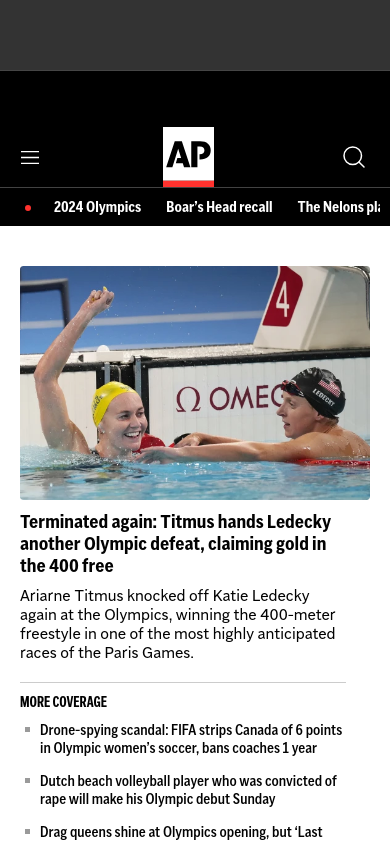 AP
2024 Olympics Boar's Head recall The Nelons
4
Ω OMEG
LEDECKY
Terminated again: Titmus hands Ledecky
another Olympic defeat, claiming gold in
the 400 free
Ariarne Titmus knocked off Katie Ledecky
again at the Olympics, winning the 400-meter
freestyle in one of the most highly anticipated
races of the Paris Games.
MORE COVERAGE
Drone-spying scandal: FIFA strips Canada of 6 points
in Olympic women's soccer, bans coaches 1 year
Dutch beach volleyball player who was convicted of
rape will make his Olympic debut Sunday
Drag queens shine at Olympics opening, but ‘Last